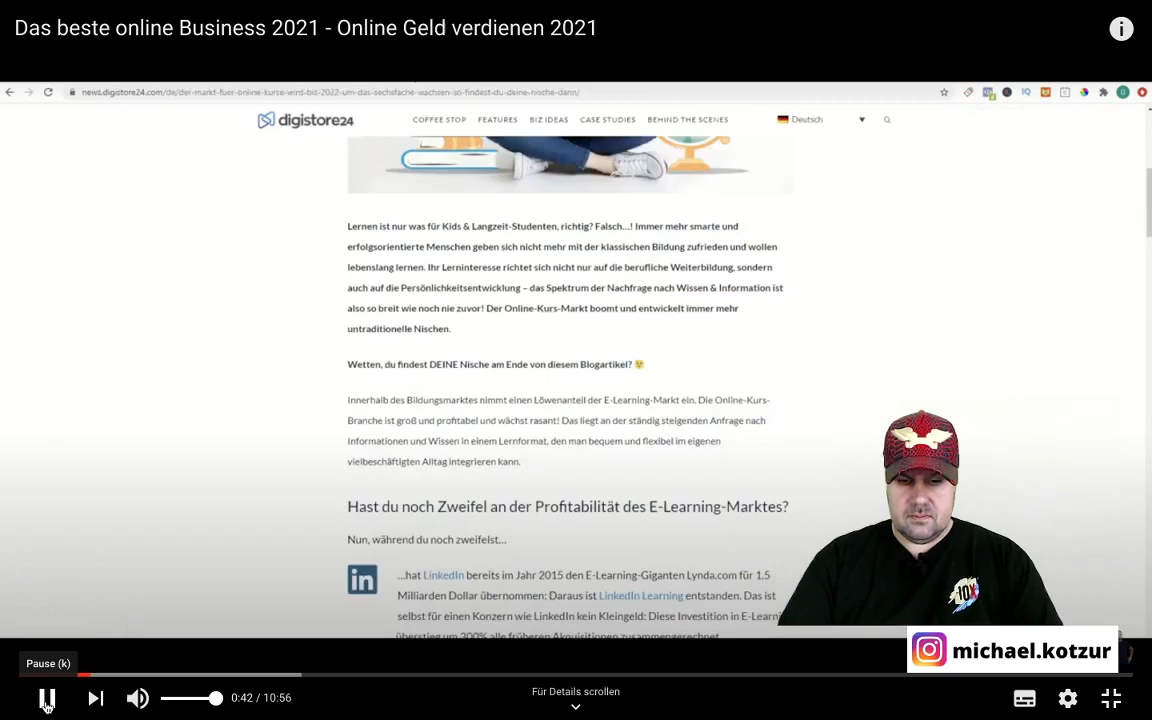 Das beste online Business 2021 - Online Geld verdienen 2021
news.digistore24.com/de/der-markt-fuer-online-kurse-wird-bis-2022-um-das-sechsfache-wachsen-so-findest-du-deine-nische-dann/
digistore24
COFFEE STOP FEATURES BIZ IDEAS CASE STUDIES BEHIND THE SCENES Deutsch
Lernen ist nur was für Kids & Langzeit-Studenten, richtig? Falsch…! Immer mehr smarte und
erfolgsorientierte Menschen geben sich nicht mehr mit der klassischen Bildung zufrieden und wollen
lebenslang lernen. Ihr Lerninteresse richtet sich nicht nur auf die berufliche Weiterbildung, sondern
auch auf die Persönlichkeitsentwicklung – das Spektrum der Nachfrage nach Wissen & Information ist
also so breit wie noch nie zuvor! Der Online-Kurs-Markt boomt und entwickelt immer mehr
untraditionelle Nischen.
Wetten, du findest DEINE Nische am Ende von diesem Blogartikel? 😉
Innerhalb des Bildungsmarktes nimmt einen Löwenanteil der E-Learning-Markt ein. Die Online-Kurs-
Branche ist groß und profitabel und wächst rasant! Das liegt an der ständig steigenden Anfrage nach
Informationen und Wissen in einem Lernformat, den man bequem und flexibel im eigenen
vielbeschäftigten Alltag integrieren kann.
Hast du noch Zweifel an der Profitabilität des E-Learning-Marktes?
Nun, während du noch zweifelst…
in
…hat LinkedIn bereits im Jahr 2015 den E-Learning-Giganten Lynda.com für 1.5
Milliarden Dollar übernommen: Daraus ist LinkedIn Learning entstanden. Das ist
selbst für einen Konzern wie LinkedIn kein Kleingeld: Diese Investition in E-Learni
überstieg um 300% alle früheren Akquisitionen zusammengerechnet
10X
michael.kotzur
Pause (k)
0:42 / 10:56
Für Details scrollen